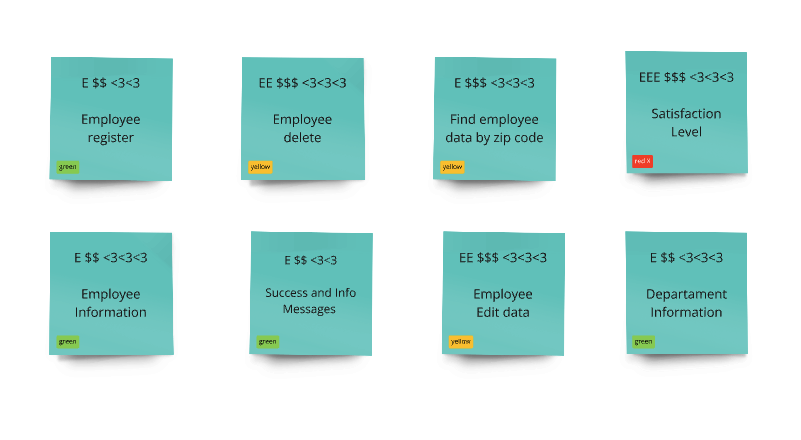 E $$ <3<3
Employee
register
green
EE $$$ <3<3<3
Employee
delete
yellow
E $$$ <3<3<3
Find employee
data by zip code
yellow
EEE $$$ <3<3<3
Satisfaction
Level
red X
E $$ <3<3<3
Employee
Information
green
E $$ <3<3
Success and Info
Messages
green
EE $$$ <3<3<3
Employee
Edit data
yellow
E $$ <3<3<3
Departament
Information
green